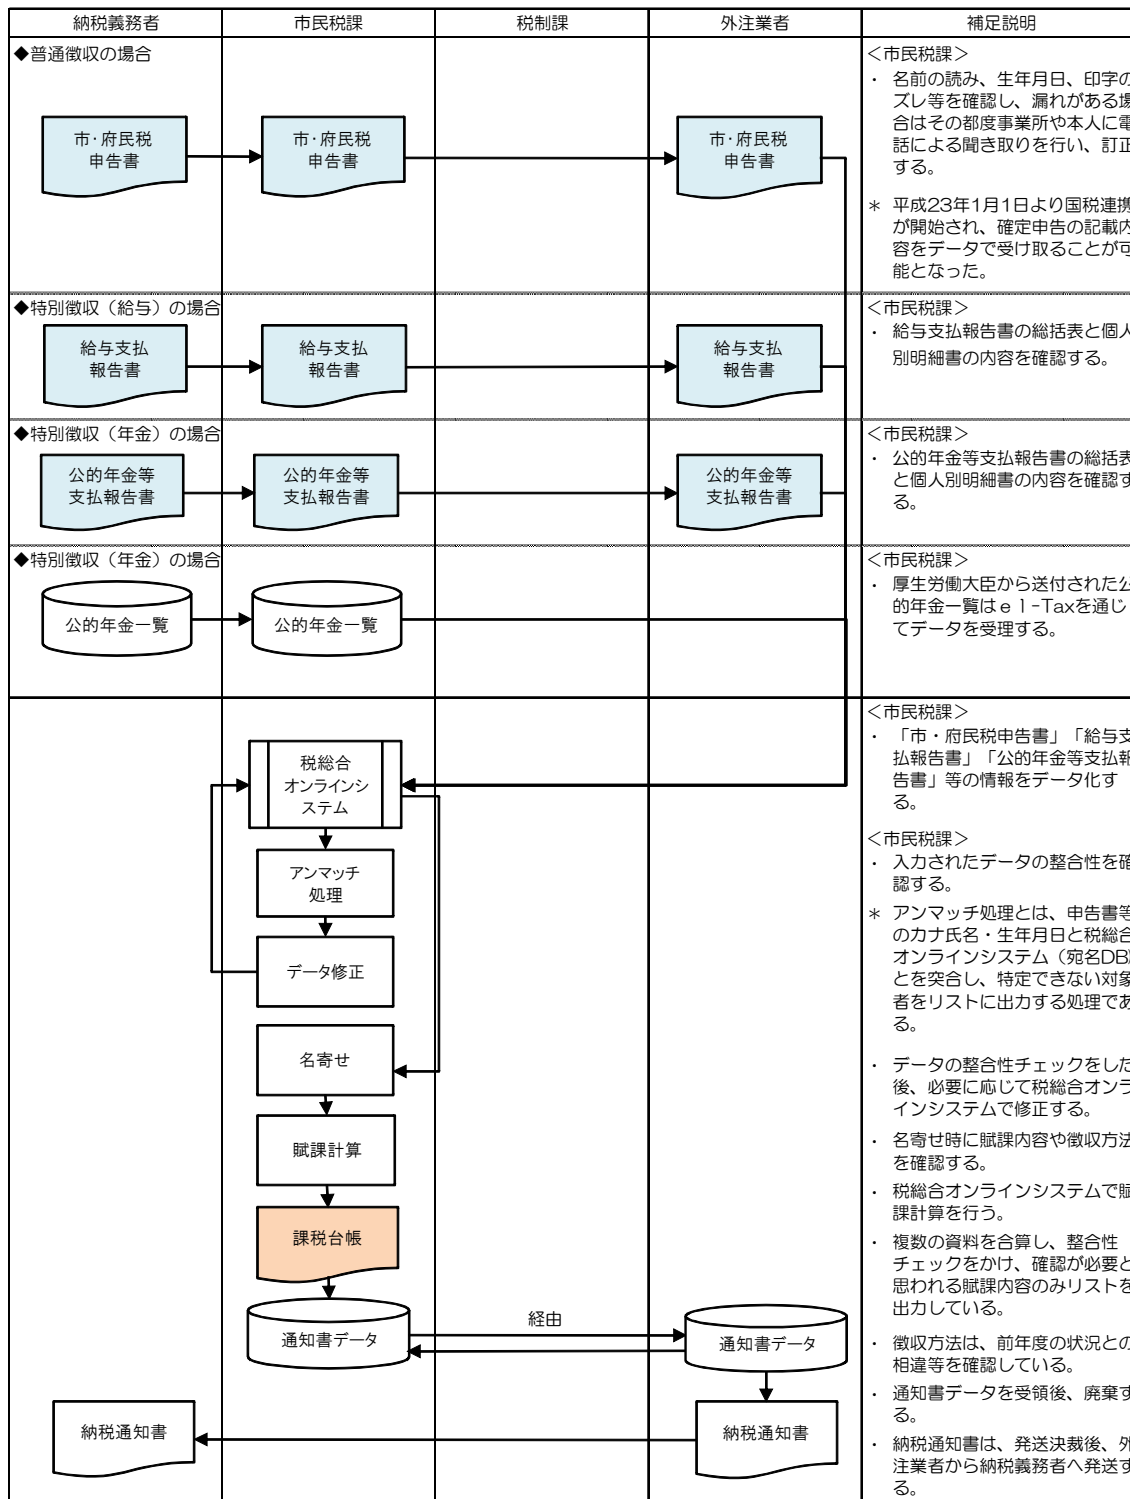 納税義務者
市民税課
税制課
外注業者
補足説明
◆普通徴収の場合
市・府民税
申告書
市・府民税
申告書
市・府民税
申告書
＜市民税課＞
・ 名前の読み、生年月日、印字の
ズレ等を確認し、漏れがある場
合はその都度事業所や本人に電
話による聞き取りを行い、訂正
する。
＊ 平成23年1月1日より国税連携
が開始され、確定申告の記載内
容をデータで受け取ることが可
能となった。
◆特別徴収（給与）の場合
給与支払
報告書
給与支払
報告書
給与支払
報告書
＜市民税課＞
・ 給与支払報告書の総括表と個人
別明細書の内容を確認する。
◆特別徴収（年金）の場合
公的年金等
支払報告書
公的年金等
支払報告書
公的年金等
支払報告書
＜市民税課＞
・ 公的年金等支払報告書の総括表
と個人別明細書の内容を確認す
る。
◆特別徴収（年金）の場合
公的年金一覧
公的年金一覧
＜市民税課＞
・ 厚生労働大臣から送付された公
的年金一覧はｅｌ-Taxを通じ
てデータを受理する。
税総合
オンラインシ
ステム
アンマッチ
処理
データ修正
名寄せ
賦課計算
課税台帳
通知書データ
経由
通知書データ
納税通知書
納税通知書
＜市民税課＞
・ 「市・府民税申告書」「給与支
払報告書」「公的年金等支払報
告書」等の情報をデータ化す
る。
＜市民税課＞
・ 入力されたデータの整合性を確
認する。
＊ アンマッチ処理とは、申告書等
のカナ氏名・生年月日と税総合
オンラインシステム（宛名DB）
とを突合し、特定できない対象
者をリストに出力する処理であ
る。
・ データの整合性チェックをした
後、必要に応じて税総合オンラ
インシステムで修正する。
・ 名寄せ時に賦課内容や徴収方法
を確認する。
・ 税総合オンラインシステムで賦
課計算を行う。
・ 複数の資料を合算し、整合性
チェックをかけ、確認が必要と
思われる賦課内容のみリストを
出力している。
・ 徴収方法は、前年度の状況との
相違等を確認している。
・ 通知書データを受領後、廃棄す
る。
・ 納税通知書は、発送決裁後、外
注業者から納税義務者へ発送す
る。